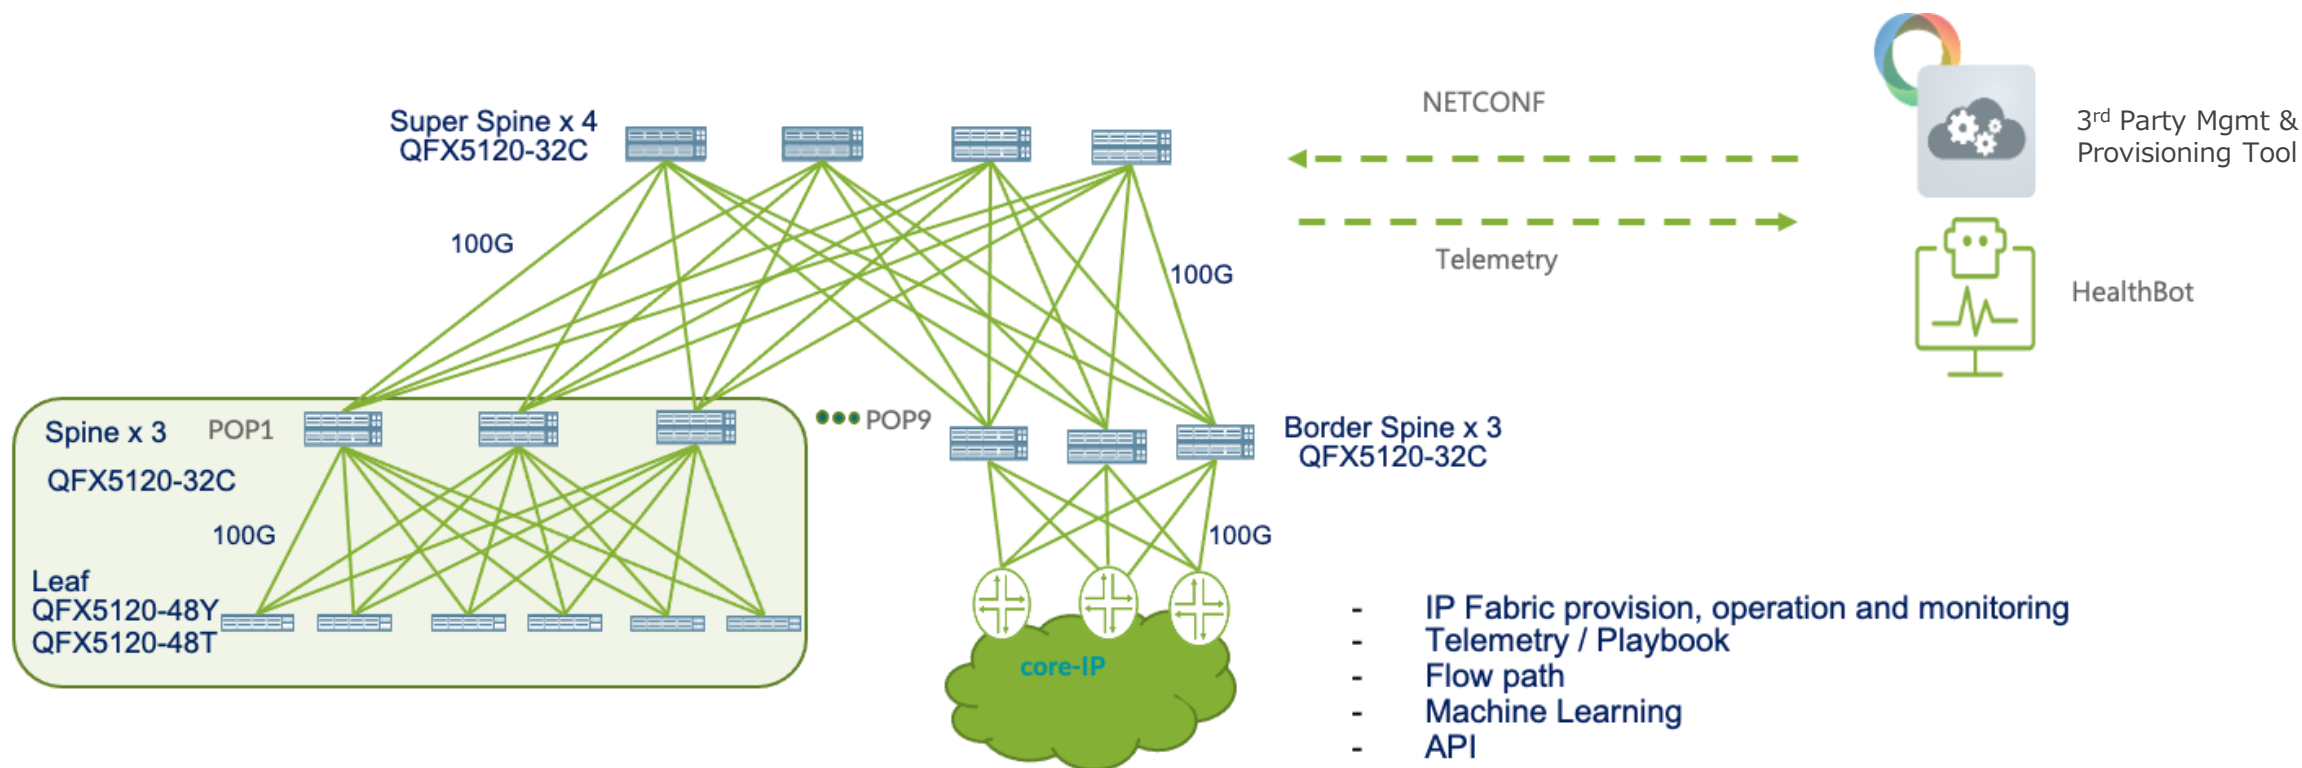 Super Spine x 4
QFX5120-32C
NETCONF
3rd Party Mgmt &
Provisioning Tool
100G
Telemetry
100G
HealthBot
Spine x 3
POP1
POP9
QFX5120-32C
Border Spine x 3
QFX5120-32C
100G
100G
Leaf
QFX5120-48Y
QFX5120-48T
core-IP
- IP Fabric provision, operation and monitoring
- Telemetry / Playbook
- Flow path
- Machine Learning
- API